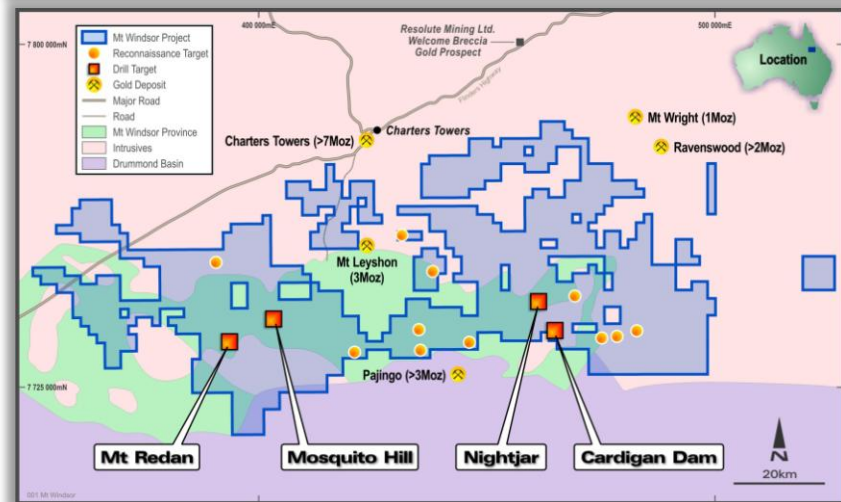 400 000mE
500 000mE
7 800 000mN
Mt Windsor Project
Reconnaissance Target
Drill Target
Gold Deposit
Major Road
Road
Mt Windsor Province
Intrusives
Drummond Basin
Resolute Mining Ltd.
Welcome Breccia
Gold Prospect
Flinders Highway
Location
Charters Towers (>7Moz)
Charters Towers
Mt Wright (1Moz)
Ravenswood (>2Moz)
Mt Leyshon
(3Moz)
7 725 000mN
Pajingo (>3Moz)
Mt Redan
Mosquito Hill
Nightjar
Cardigan Dam
N
20km
001 Mt Windsor